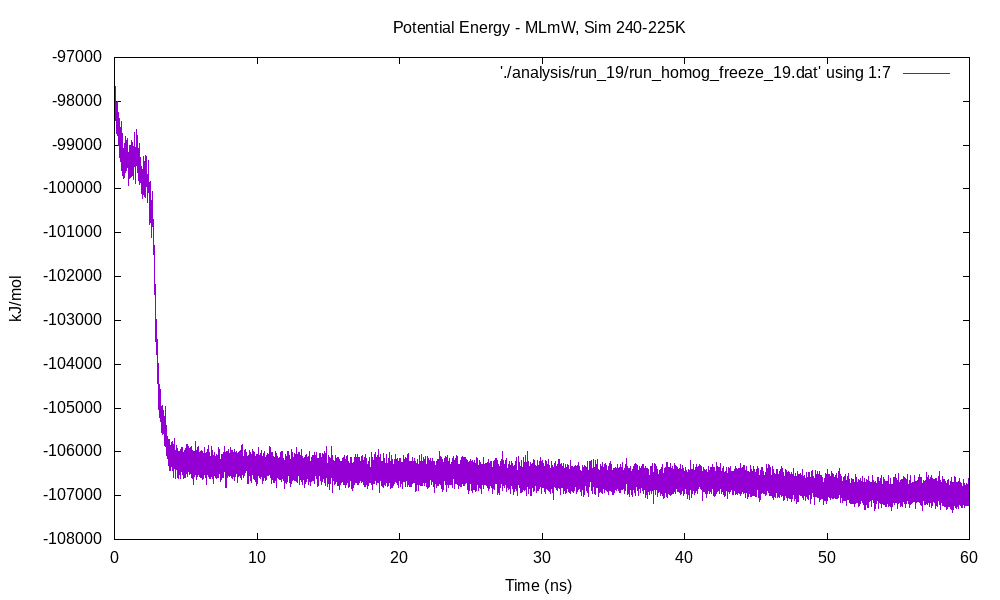 Potential Energy - MLmW, Sim 240-225K
'./analysis/run_19/run_homog_freeze_19.dat' using 1:7
-97000
-98000
-99000
-100000
-101000
-102000
-103000
-104000
-105000
-106000
-107000
-108000
kJ/mol
0 10 20 30 40 50 60
Time (ns)